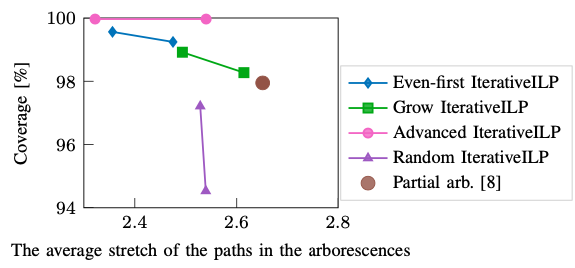 100
98
96
94
Coverage [%]
2.4 2.6 2.8
Even-first IterativeILP
Grow IterativeILP
Advanced IterativeILP
Random IterativeILP
Partial arb. [8]
The average stretch of the paths in the arborescences